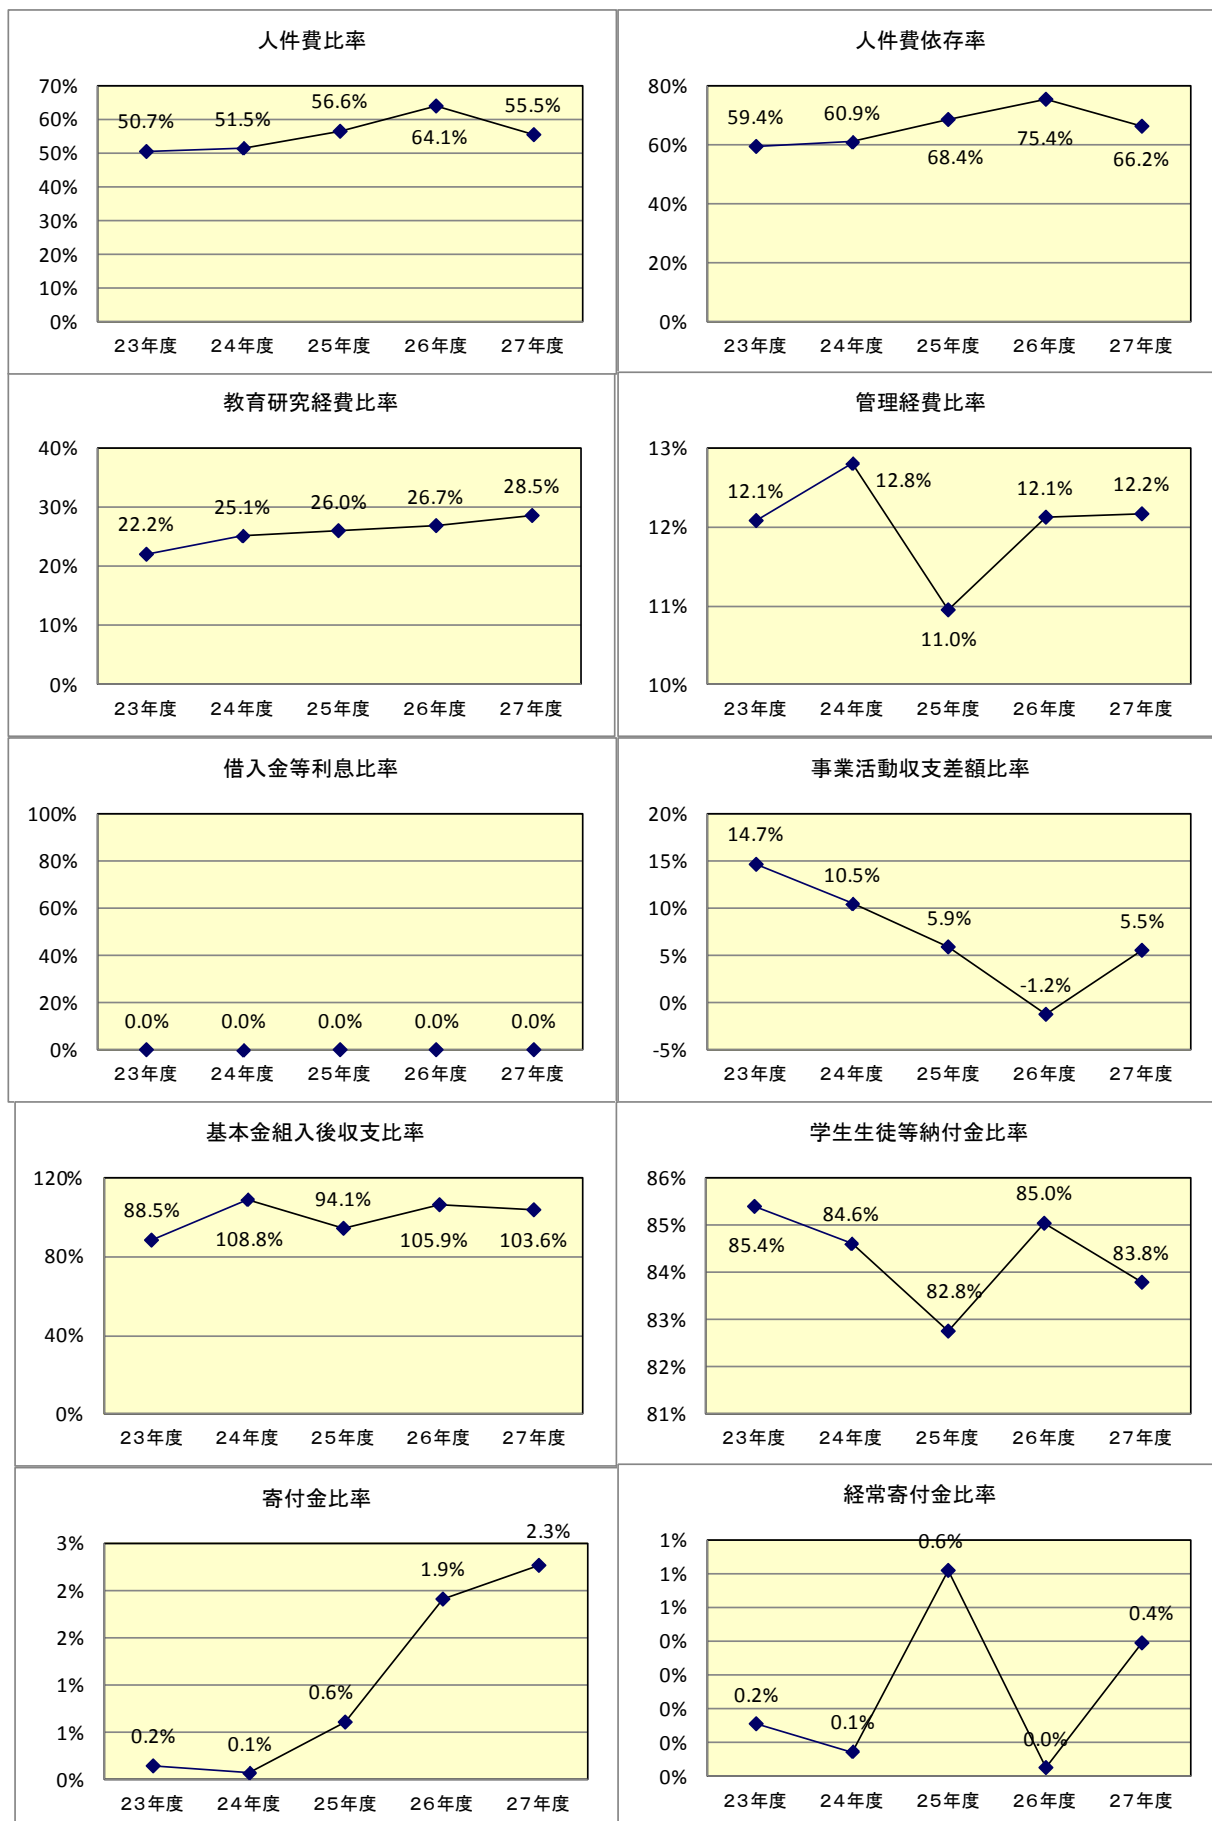 人件費比率
70%
60%
50%
40%
30%
20%
10%
0%
50.7%
51.5%
56.6%
64.1%
55.5%
23年度
24年度
25年度
26年度
27年度
人件費依存率
80%
60%
40%
20%
0%
59.4%
60.9%
68.4%
75.4%
66.2%
23年度
24年度
25年度
26年度
27年度
教育研究経費比率
40%
30%
20%
10%
0%
22.2%
25.1%
26.0%
26.7%
28.5%
23年度
24年度
25年度
26年度
27年度
管理経費比率
13%
12%
11%
10%
12.1%
12.8%
11.0%
12.1%
12.2%
23年度
24年度
25年度
26年度
27年度
借入金等利息比率
100%
80%
60%
40%
20%
0%
0.0%
0.0%
0.0%
0.0%
0.0%
23年度
24年度
25年度
26年度
27年度
事業活動収支差額比率
20%
15%
10%
5%
0%
-5%
14.7%
10.5%
5.9%
-1.2%
5.5%
23年度
24年度
25年度
26年度
27年度
基本金組入後収支比率
120%
80%
40%
0%
88.5%
108.8%
94.1%
105.9%
103.6%
23年度
24年度
25年度
26年度
27年度
学生生徒等納付金比率
86%
85%
84%
83%
82%
81%
85.4%
84.6%
82.8%
85.0%
83.8%
23年度
24年度
25年度
26年度
27年度
寄付金比率
3%
2%
2%
1%
1%
0%
0.2%
0.1%
0.6%
1.9%
2.3%
23年度
24年度
25年度
26年度
27年度
経常寄付金比率
1%
1%
1%
0%
0%
0%
0%
0%
0.2%
0.1%
0.6%
0.0%
0.4%
23年度
24年度
25年度
26年度
27年度